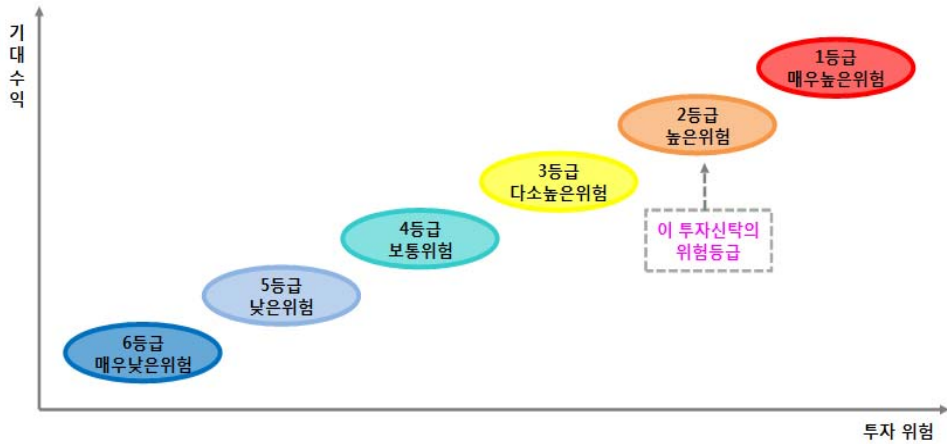 기
대
수
익
1등급
매우높은위험
2등급
높은위험
3등급
다소높은위험
이 투자신탁의
위험등급
4등급
보통위험
5등급
낮은위험
6등급
매우낮은위험
투자 위험